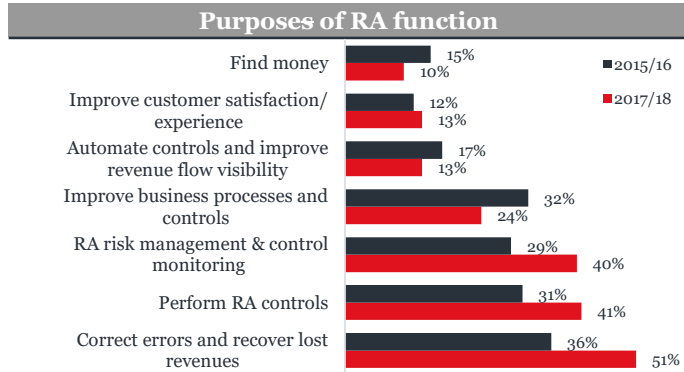 Purposes of RA function
Find money
15%
10%
2015/16
2017/18
Improve customer satisfaction/
experience
12%
13%
Automate controls and improve
revenue flow visibility
17%
13%
Improve business processes and
controls
32%
24%
RA risk management & control
monitoring
29%
40%
Perform RA controls
31%
41%
Correct errors and recover lost
revenues
36%
51%